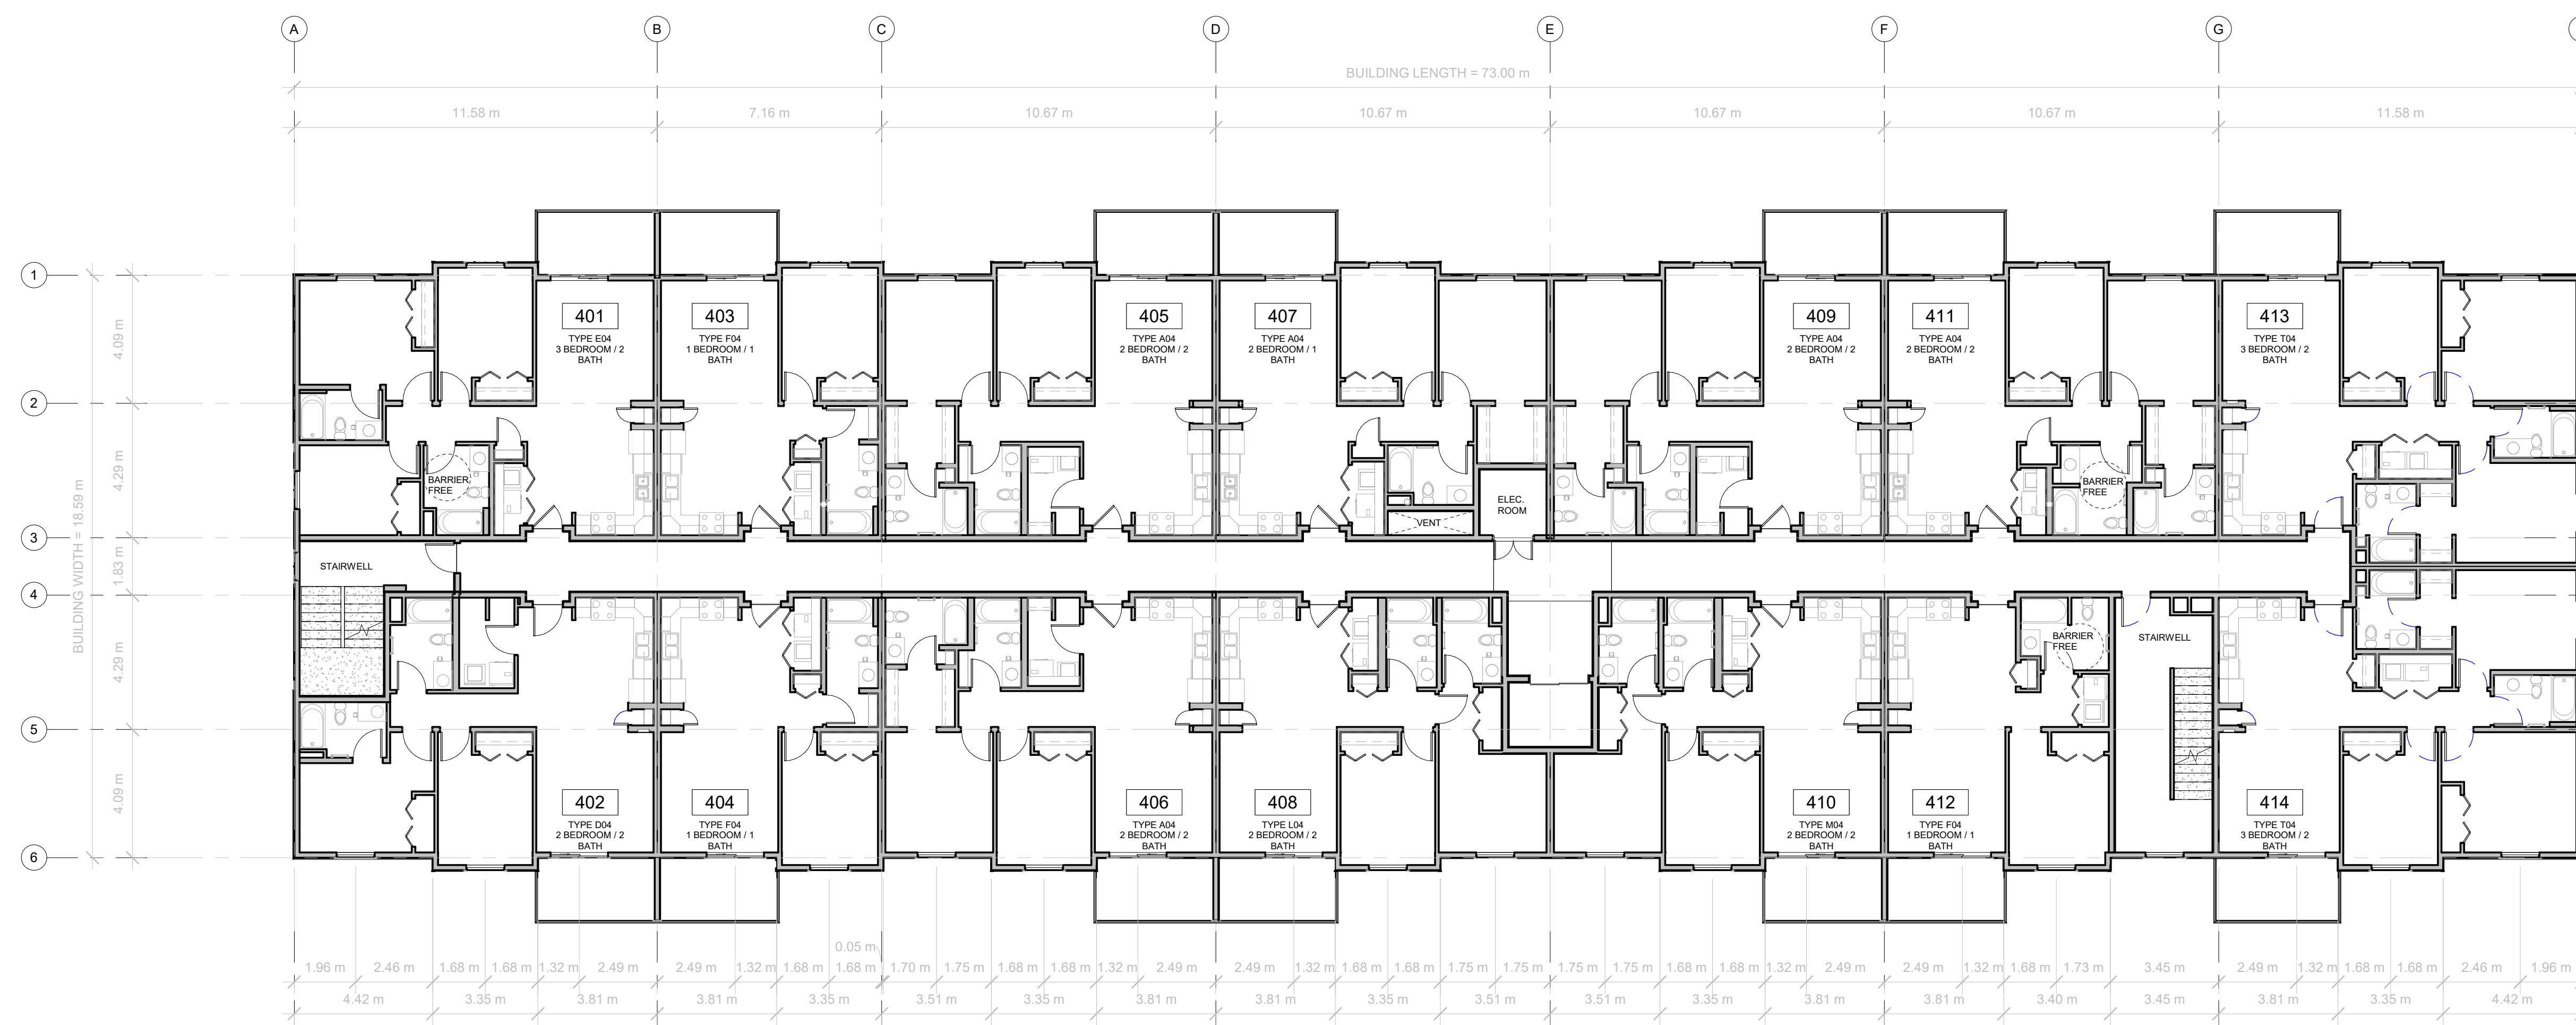 A B C D E F G
BUILDING LENGTH = 73.00 m
11.58 m 7.16 m 10.67 m 10.67 m 10.67 m 10.67 m 11.58 m
1
2
3
4
5
6
BUILDING WIDTH = 18.59 m
4.09 m
4.29 m
1.83 m
4.29 m
4.09 m
401
TYPE E04
3 BEDROOM / 2
BATH
403
TYPE F04
1 BEDROOM / 1
BATH
405
TYPE A04
2 BEDROOM / 2
BATH
407
TYPE A04
2 BEDROOM / 1
BATH
409
TYPE A04
2 BEDROOM / 2
BATH
411
TYPE A04
2 BEDROOM / 2
BATH
413
TYPE T04
3 BEDROOM / 2
BATH
BARRIER
FREE
VENT
ELEC.
ROOM
BARRIER
FREE
STAIRWELL
BARRIER
FREE
STAIRWELL
402
TYPE D04
2 BEDROOM / 2
BATH
404
TYPE F04
1 BEDROOM / 1
BATH
406
TYPE A04
2 BEDROOM / 2
BATH
408
TYPE L04
2 BEDROOM / 2
BATH
410
TYPE M04
2 BEDROOM / 2
BATH
412
TYPE F04
1 BEDROOM / 1
BATH
414
TYPE T04
3 BEDROOM / 2
BATH
0.05 m
1.96 m 2.46 m 1.68 m 1.68 m 1.32 m 2.49 m 2.49 m 1.32 m 1.68 m 1.68 m 1.70 m 1.75 m 1.68 m 1.68 m 1.32 m 2.49 m 2.49 m 1.32 m 1.68 m 1.68 m 1.75 m 1.75 m 1.75 m 1.75 m 1.68 m 1.68 m 1.32 m 2.49 m 2.49 m 1.32 m 1.68 m 1.73 m 3.45 m 2.49 m 1.32 m 1.68 m 1.68 m 2.46 m 1.96 m
4.42 m 3.35 m 3.81 m 3.81 m 3.35 m 3.51 m 3.35 m 3.81 m 3.81 m 3.35 m 3.51 m 3.51 m 3.35 m 3.81 m 3.81 m 3.40 m 3.45 m 3.81 m 3.35 m 4.42 m